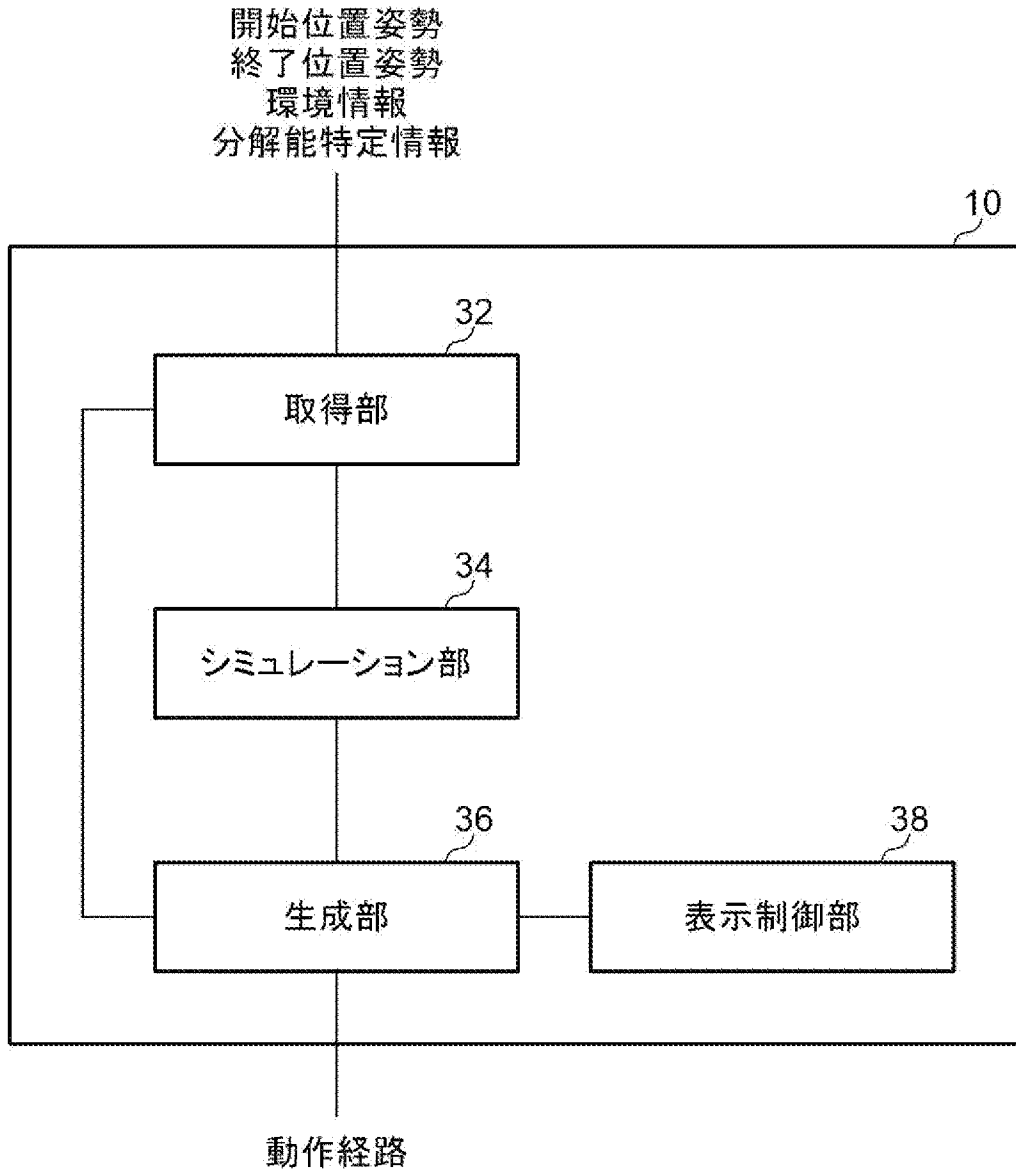 開始位置姿勢
終了位置姿勢
環境情報
分解能特定情報
10
32
取得部
34
シミュレーション部
36
生成部
38
表示制御部
動作経路